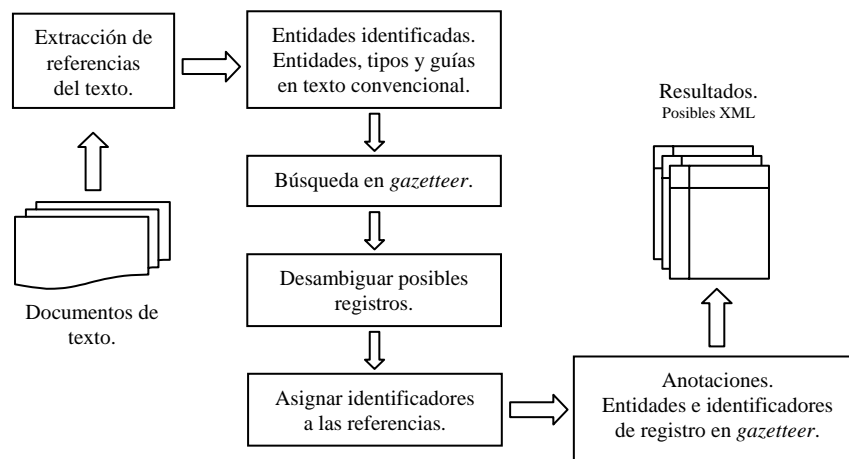 Extracción de
referencias
del texto.
Entidades identificadas.
Entidades, tipos y guías
en texto convencional.
Resultados.
Posibles XML
Búsqueda en gazetteer.
Documentos de
texto.
Desambiguar posibles
registros.
Asignar identificadores
a las referencias.
Anotaciones.
Entidades e identificadores
de registro en gazetteer.